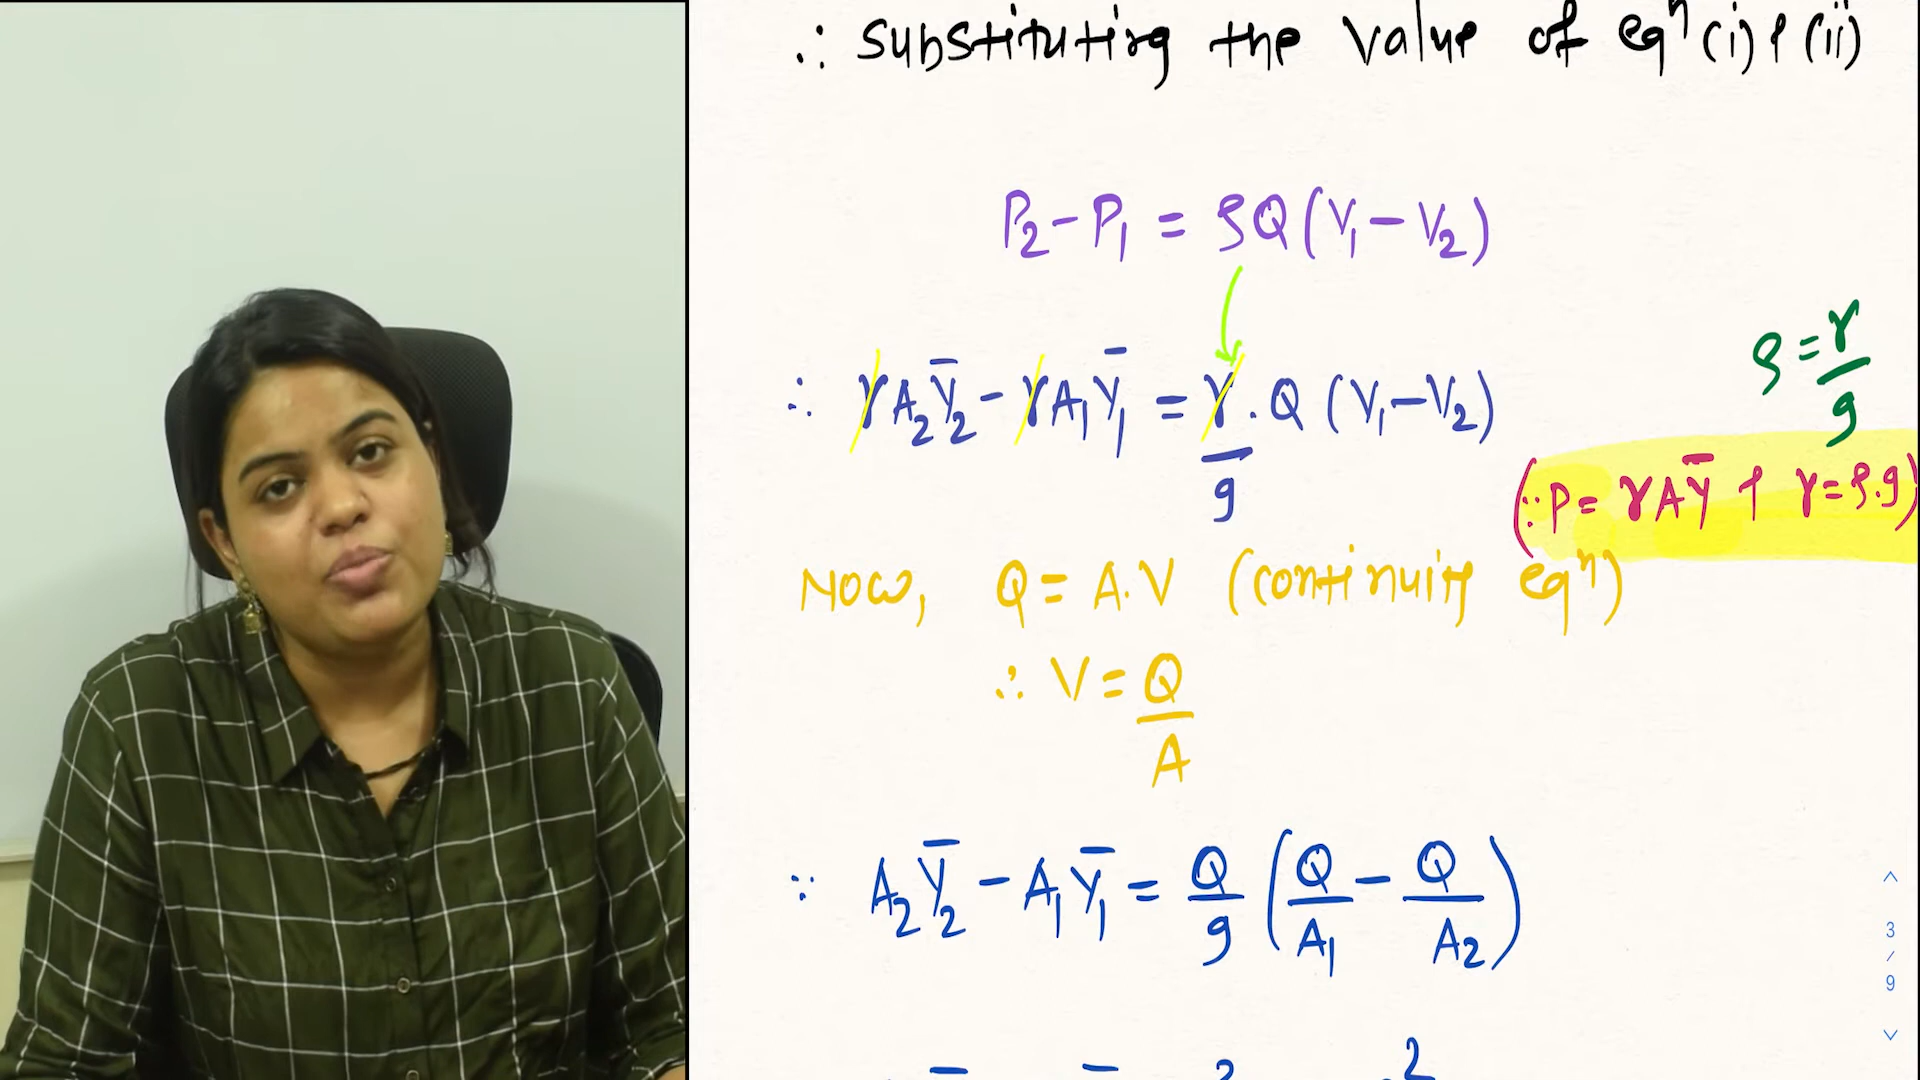 ∴ substituting the value of eqⁿ (i) & (ii)
P₂ - P₁ = ρQ(V₁ - V₂)
ρ = γ/g
∴ γA₂Ȳ₂ - γA₁Ȳ₁ = γ/g . Q (V₁ - V₂)
(∵ P = γAȲ & γ = ρ.g)
Now, Q = A.V (continuity eqⁿ)
∴ V = Q/A
∵ A₂Ȳ₂ - A₁Ȳ₁ = Q/g (Q/A₁ - Q/A₂)
3/9